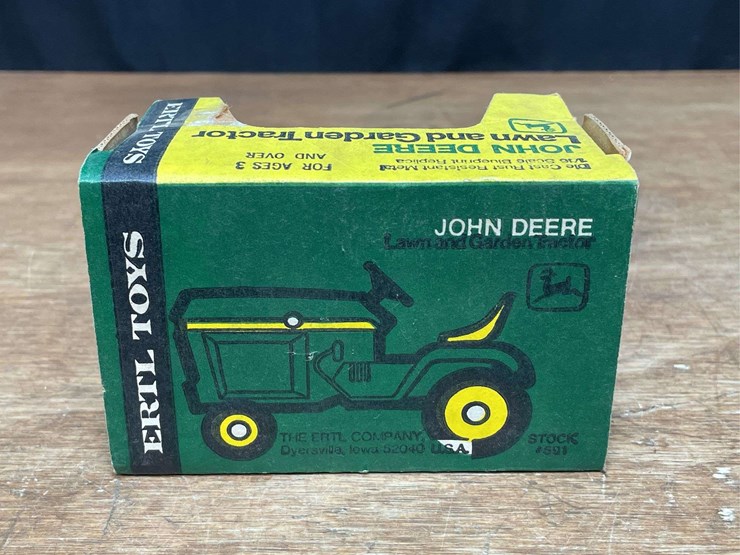 ERTL TOYS
FOR AGES 3
AND OVER
JOHN DEERE
Lawn and Garden Tractor
Die Cast Rust Resistant Metal
1/16 Scale Blueprint Replica
ERTL TOYS
JOHN DEERE
Lawn and Garden Tractor
THE ERTL COMPANY,
Dyersville, Iowa 52040 U.S.A.
STOCK
#591